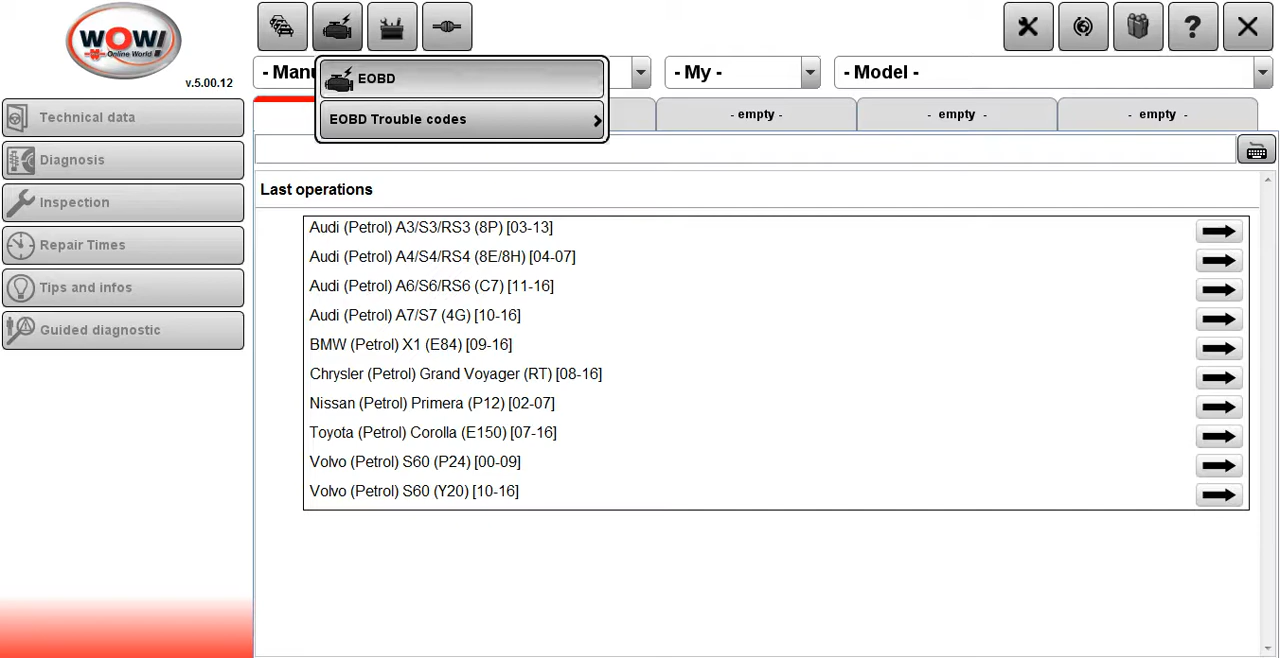 WOW!
Online World
v.5.00.12
- Manu
- My -
- Model -
EOBD
EOBD Trouble codes
- empty -
- empty -
- empty -
Technical data
Diagnosis
Inspection
Repair Times
Tips and infos
Guided diagnostic
Last operations
Audi (Petrol) A3/S3/RS3 (8P) [03-13]
Audi (Petrol) A4/S4/RS4 (8E/8H) [04-07]
Audi (Petrol) A6/S6/RS6 (C7) [11-16]
Audi (Petrol) A7/S7 (4G) [10-16]
BMW (Petrol) X1 (E84) [09-16]
Chrysler (Petrol) Grand Voyager (RT) [08-16]
Nissan (Petrol) Primera (P12) [02-07]
Toyota (Petrol) Corolla (E150) [07-16]
Volvo (Petrol) S60 (P24) [00-09]
Volvo (Petrol) S60 (Y20) [10-16]